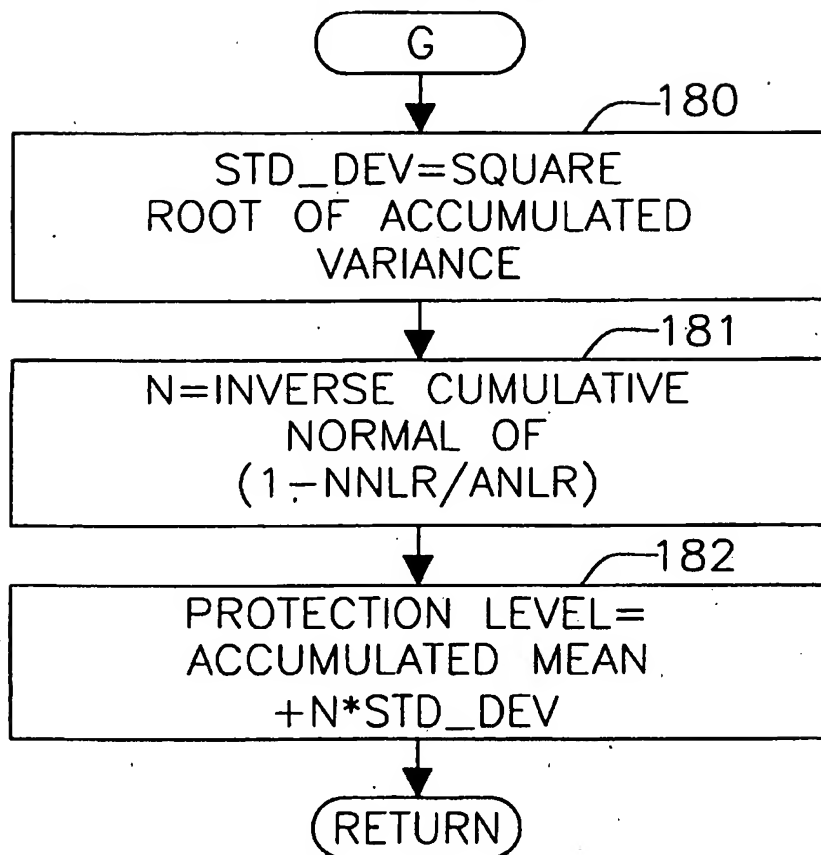 G
180
STD_DEV=SQUARE
ROOT OF ACCUMULATED
VARIANCE
181
N=INVERSE CUMULATIVE
NORMAL OF
(1-NNLR/ANLR)
182
PROTECTION LEVEL=
ACCUMULATED MEAN
+N*STD_DEV
RETURN